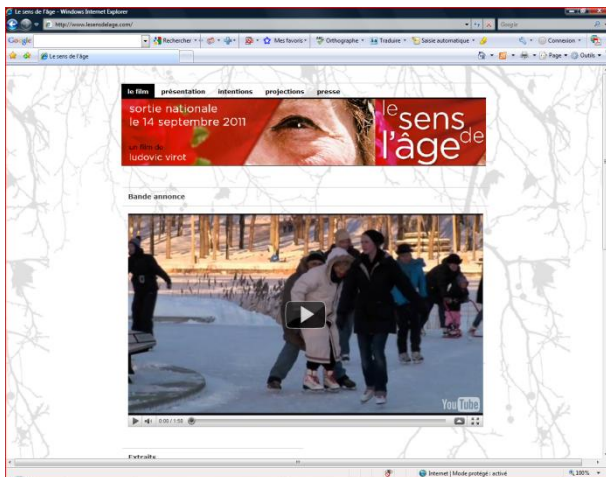 Le sens de l'âge - Windows Internet Explorer
http://www.lesensdelage.com/
Google
Google
Rechercher
Mes favoris
Orthographe
Traduire
Saisie automatique
Connexion
Le sens de l'âge
Page
Outils
le film présentation intentions projections presse
sortie nationale
le 14 septembre 2011
un film de
ludovic virot
le
sens
de
l'âge
Bande annonce
YouTube
0:00 / 1:58
Extraits
Internet | Mode protégé : activé
100%